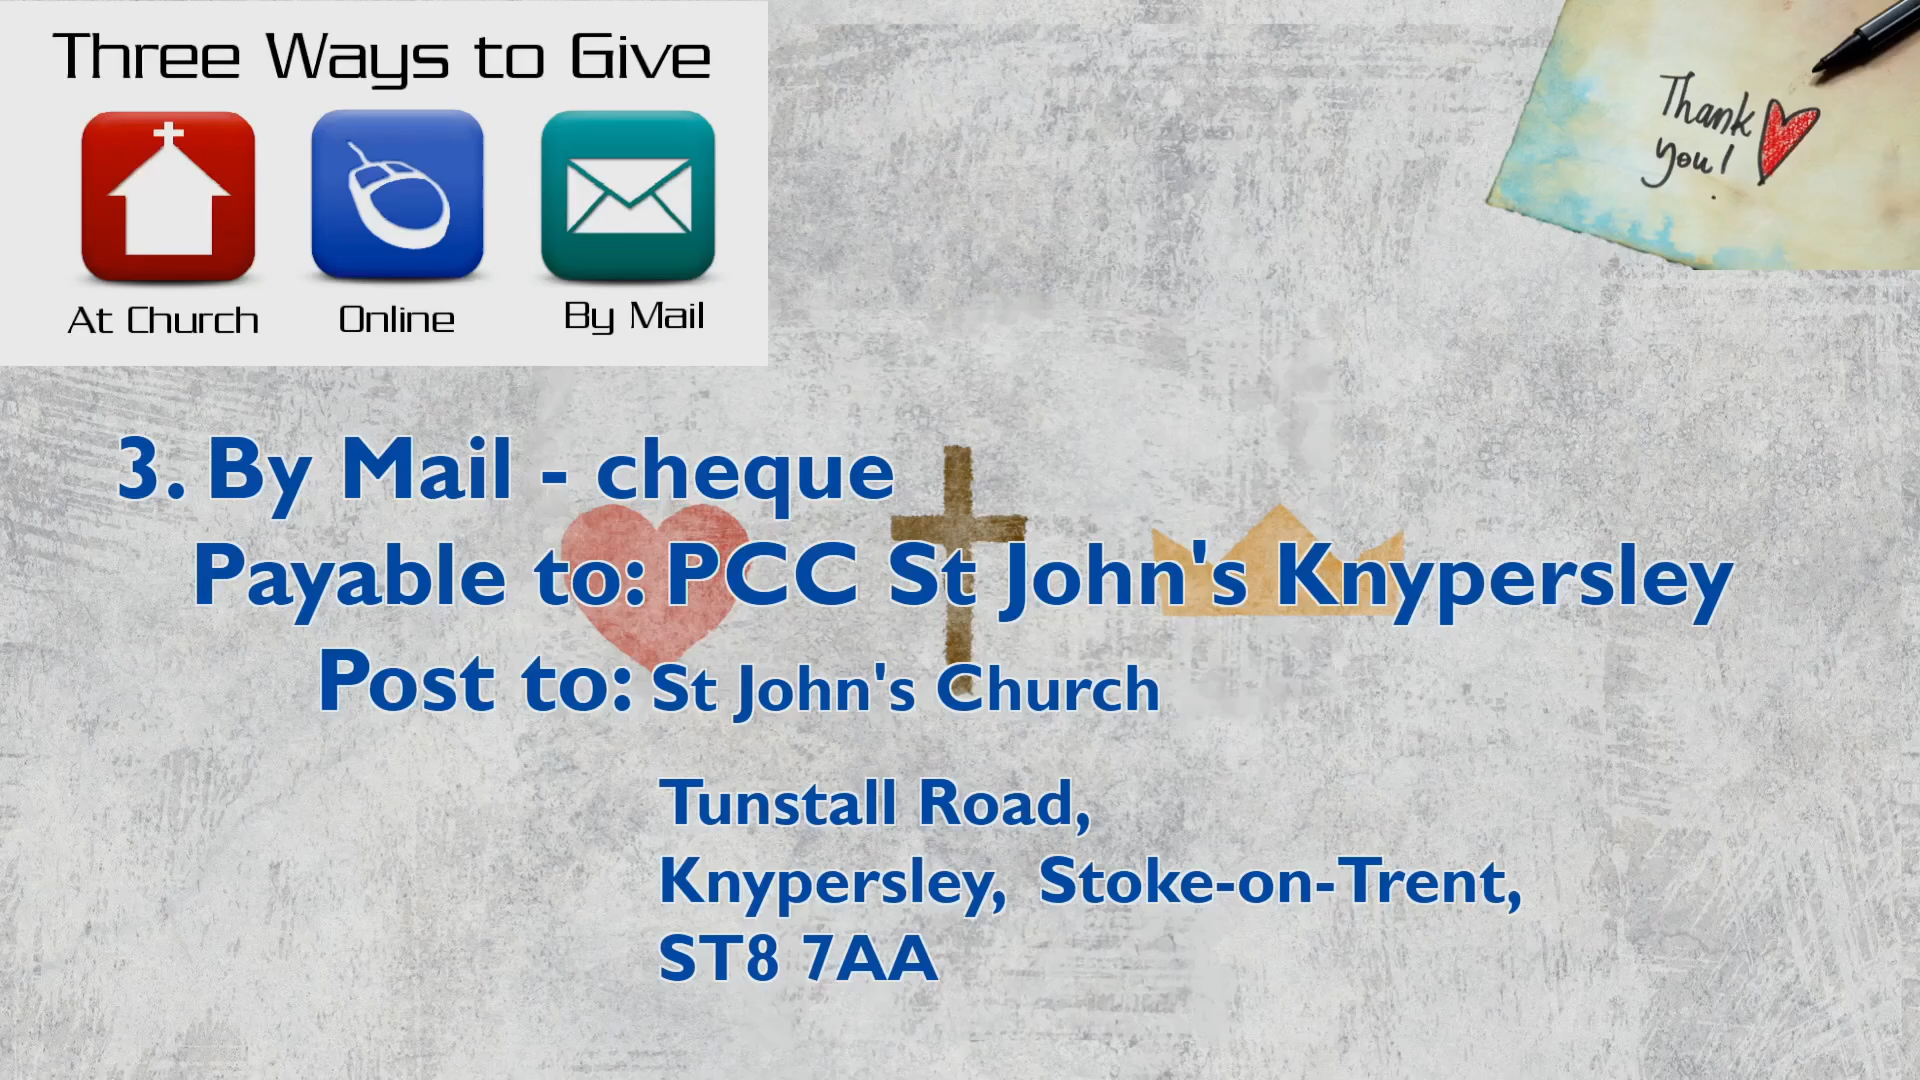 Three Ways to Give
At Church
Online
By Mail
Thank
you!
3. By Mail - cheque
Payable to: PCC St John's Knypersley
Post to: St John's Church
Tunstall Road,
Knypersley, Stoke-on-Trent,
ST8 7AA